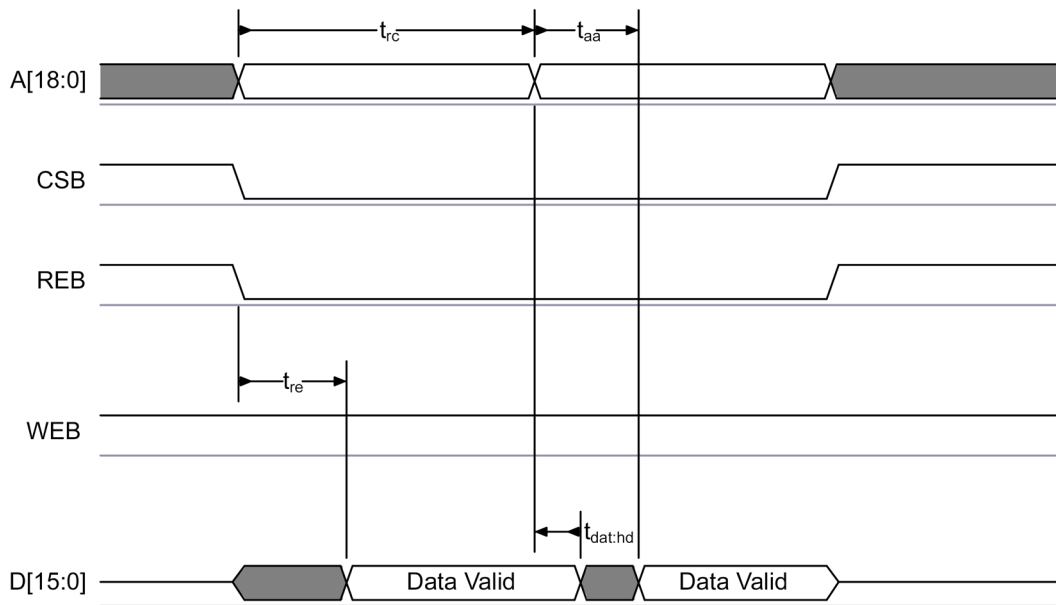 t_rc t_aa
A[18:0]
CSB
REB
t_re
WEB
t_dat:hd
D[15:0] Data Valid Data Valid